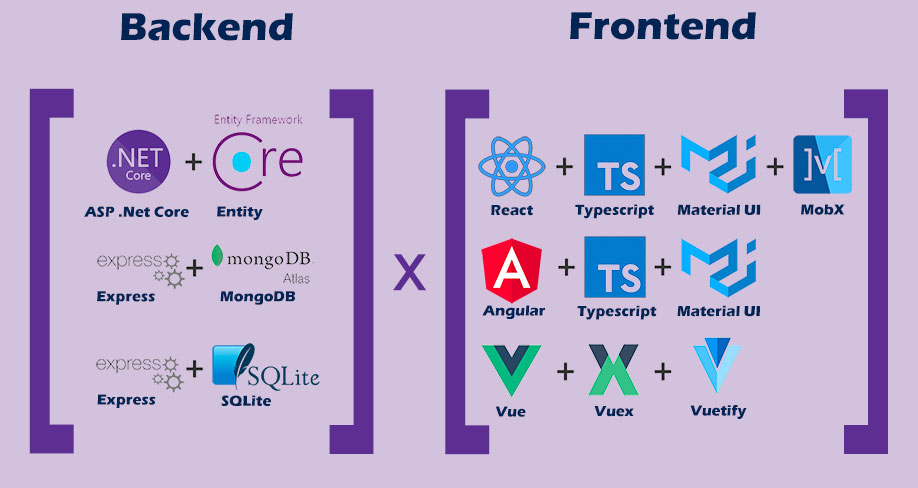 Backend
Frontend
Entity Framework
.NET
Core
+
Core
ASP .Net Core
Entity
express
+
mongoDB.
Atlas
Express
MongoDB
express
+
SQLite
Express
SQLite
X
+
TS
+
+
]v[
React
Typescript
Material UI
MobX
A
+
TS
+
Angular
Typescript
Material UI
+
+
Vue
Vuex
Vuetify